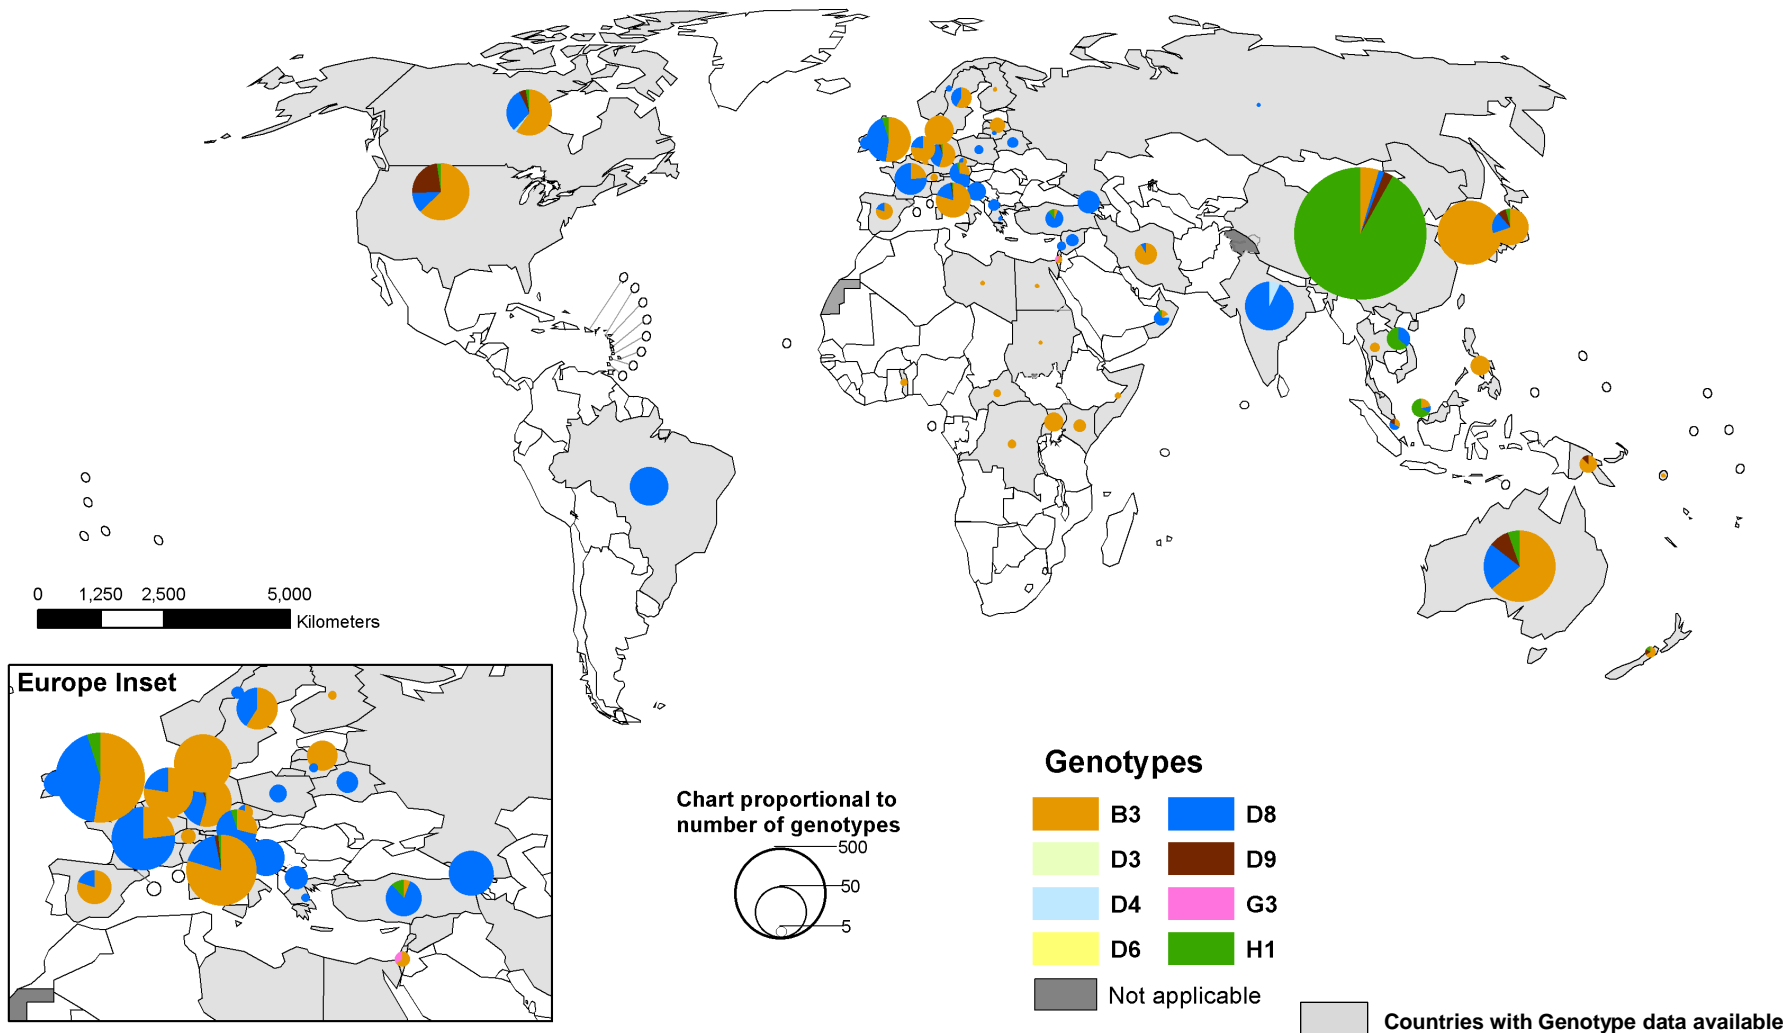 0 1,250 2,500 5,000
Kilometers
Europe Inset
Chart proportional to
number of genotypes
500
50
5
Genotypes
B3 D8
D3 D9
D4 G3
D6 H1
Not applicable
Countries with Genotype data available